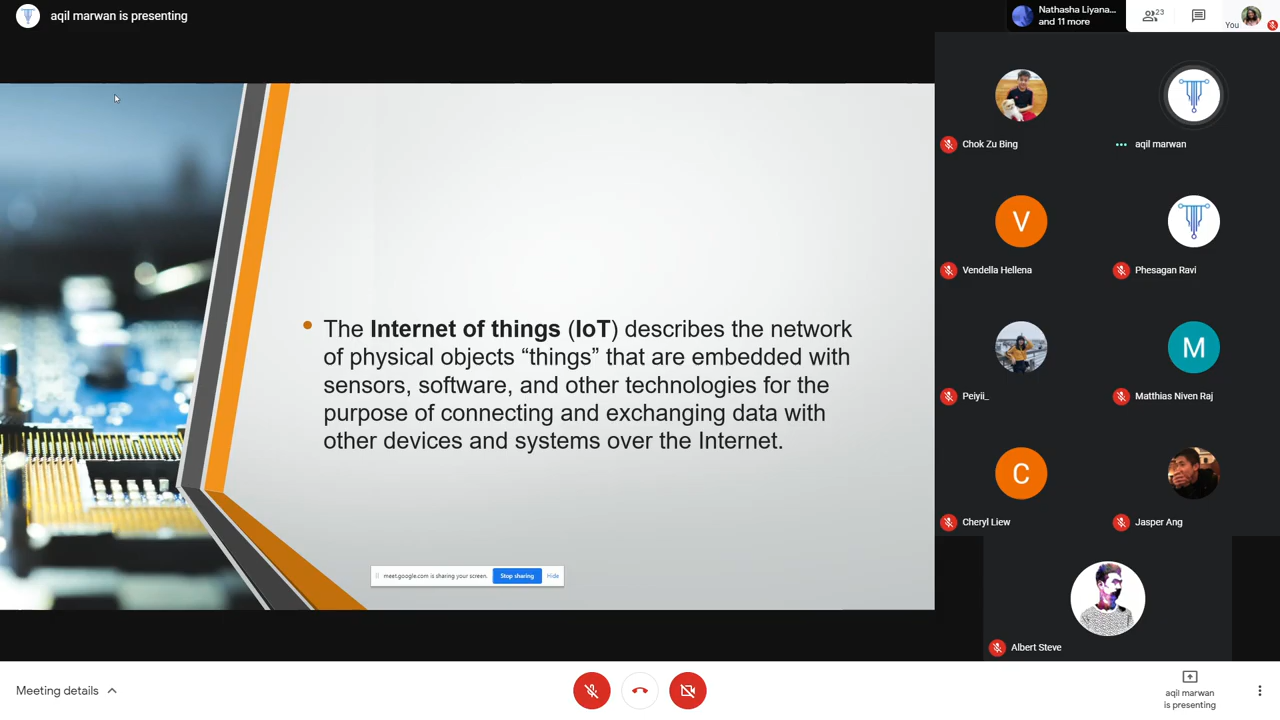 aqil marwan is presenting
Nathasha Liyana...
and 11 more
23
You
Chok Zu Bing
aqil marwan
V
Vendella Hellena
Phesagan Ravi
Peiyii_
M
Matthias Niven Raj
C
Cheryl Liew
Jasper Ang
Albert Steve
• The Internet of things (IoT) describes the network
of physical objects “things” that are embedded with
sensors, software, and other technologies for the
purpose of connecting and exchanging data with
other devices and systems over the Internet.
meet.google.com is sharing your screen. Stop sharing Hide
Meeting details
aqil marwan
is presenting